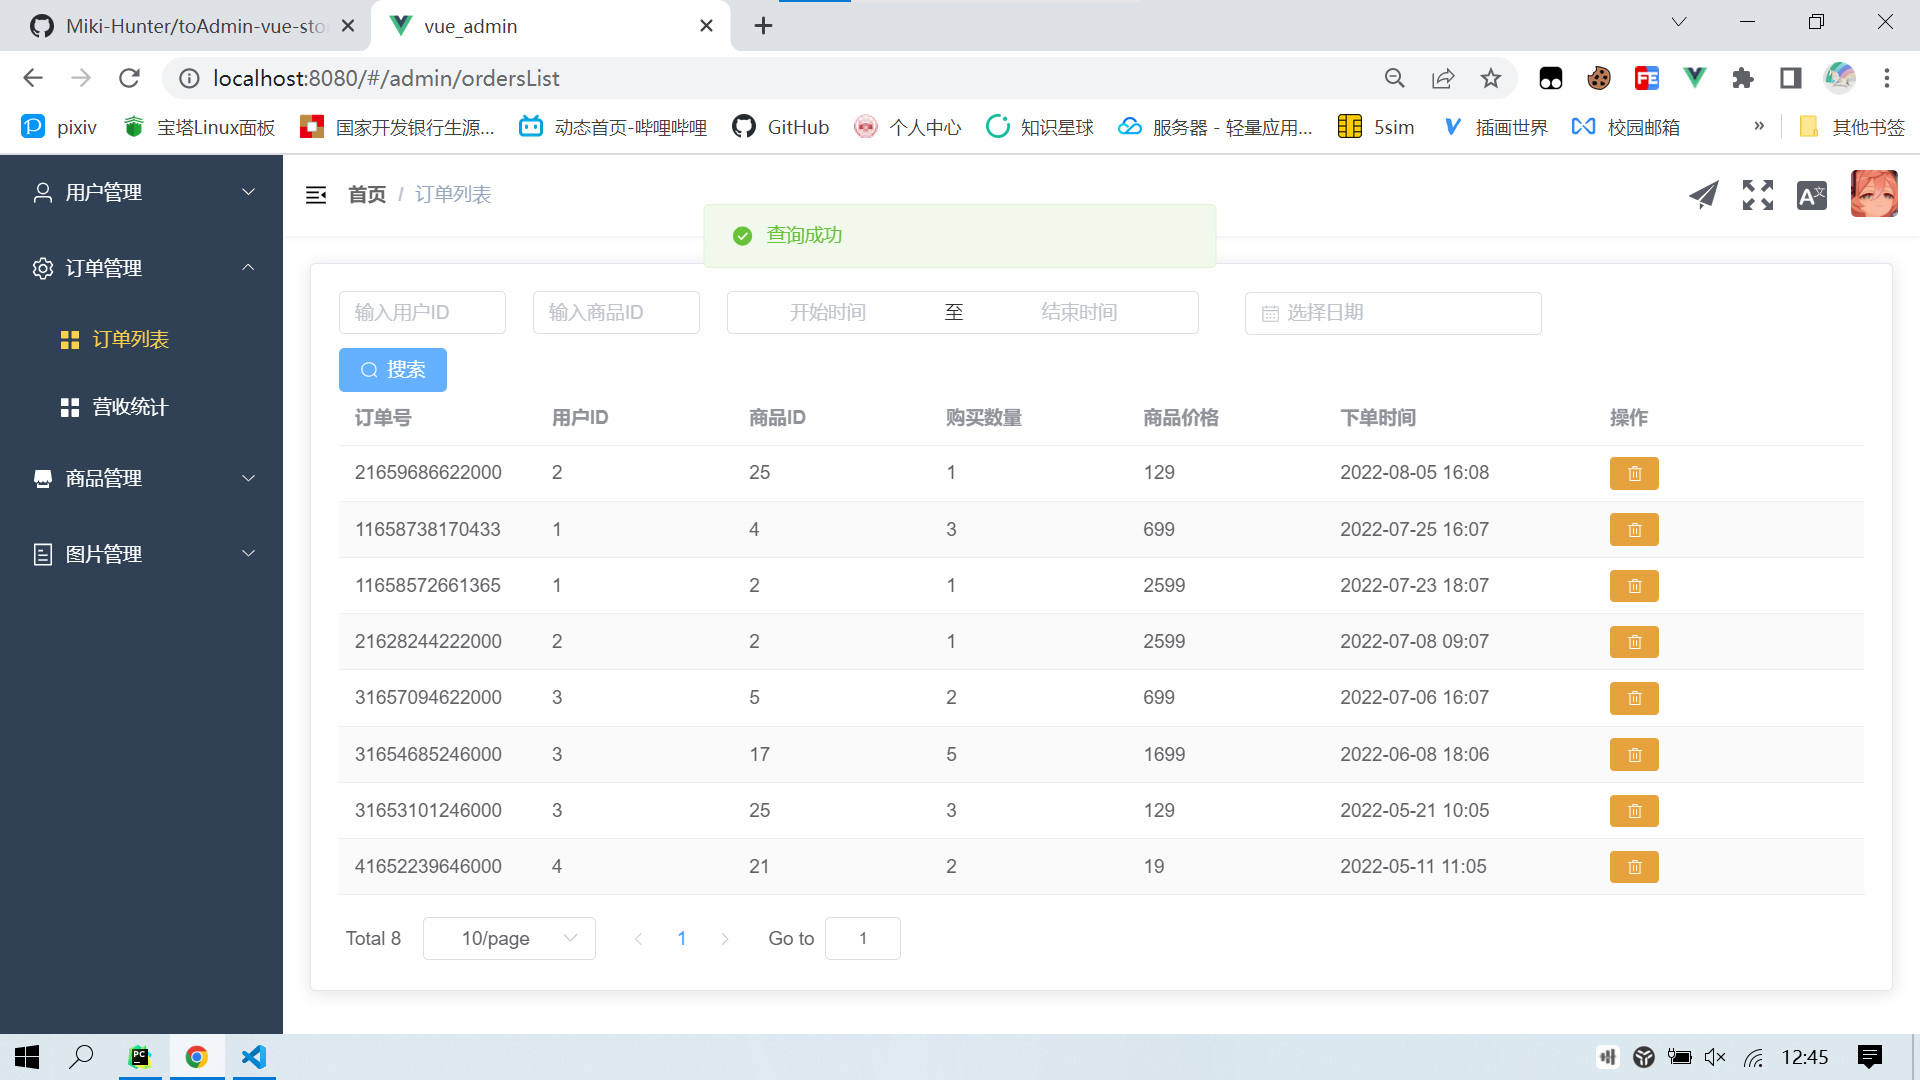 Miki-Hunter/toAdmin-vue-sto
vue_admin
localhost:8080/#/admin/ordersList
pixiv
宝塔Linux面板
国家开发银行生源...
动态首页-哔哩哔哩
GitHub
个人中心
知识星球
服务器 - 轻量应用...
5sim
插画世界
校园邮箱
»
其他书签
用户管理
订单管理
订单列表
营收统计
商品管理
图片管理
首页 / 订单列表
查询成功
输入用户ID
输入商品ID
开始时间 至 结束时间
选择日期
搜索
订单号 用户ID 商品ID 购买数量 商品价格 下单时间 操作
21659686622000 2 25 1 129 2022-08-05 16:08
11658738170433 1 4 3 699 2022-07-25 16:07
11658572661365 1 2 1 2599 2022-07-23 18:07
21628244222000 2 2 1 2599 2022-07-08 09:07
31657094622000 3 5 2 699 2022-07-06 16:07
31654685246000 3 17 5 1699 2022-06-08 18:06
31653101246000 3 25 3 129 2022-05-21 10:05
41652239646000 4 21 2 19 2022-05-11 11:05
Total 8 10/page 1 Go to 1
12:45